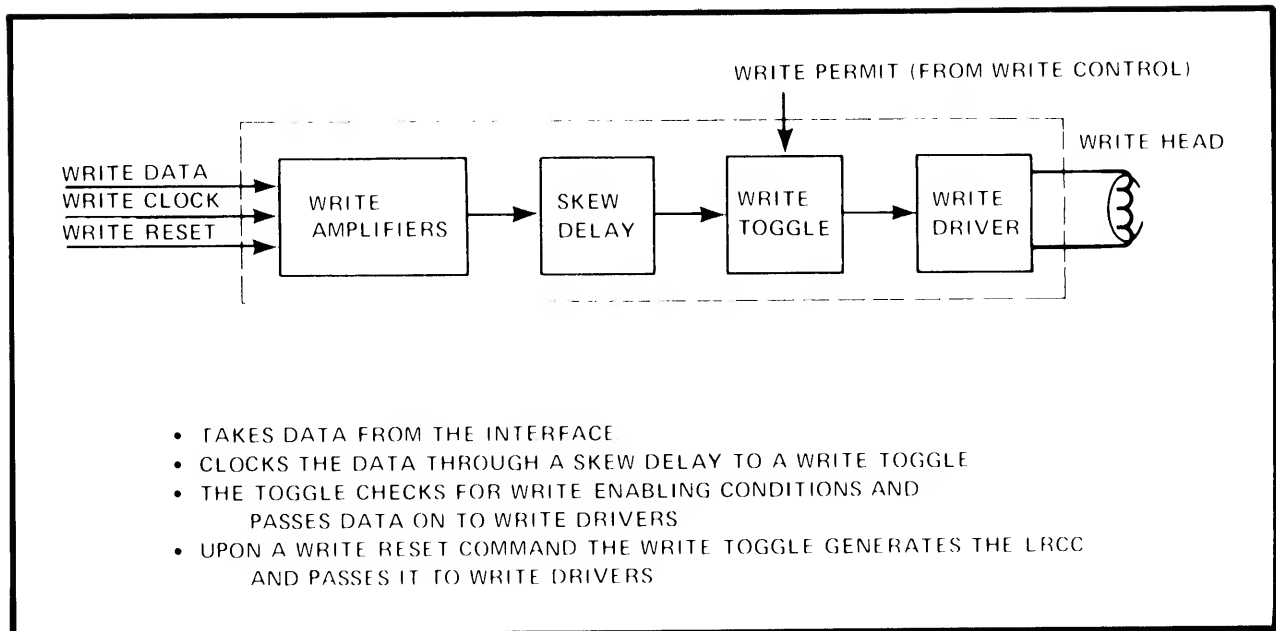 WRITE PERMIT (FROM WRITE CONTROL)
WRITE HEAD
WRITE DATA
WRITE CLOCK
WRITE RESET
WRITE
AMPLIFIERS
SKEW
DELAY
WRITE
TOGGLE
WRITE
DRIVER
• TAKES DATA FROM THE INTERFACE
• CLOCKS THE DATA THROUGH A SKEW DELAY TO A WRITE TOGGLE
• THE TOGGLE CHECKS FOR WRITE ENABLING CONDITIONS AND
PASSES DATA ON TO WRITE DRIVERS
• UPON A WRITE RESET COMMAND THE WRITE TOGGLE GENERATES THE LRCC
AND PASSES IT TO WRITE DRIVERS